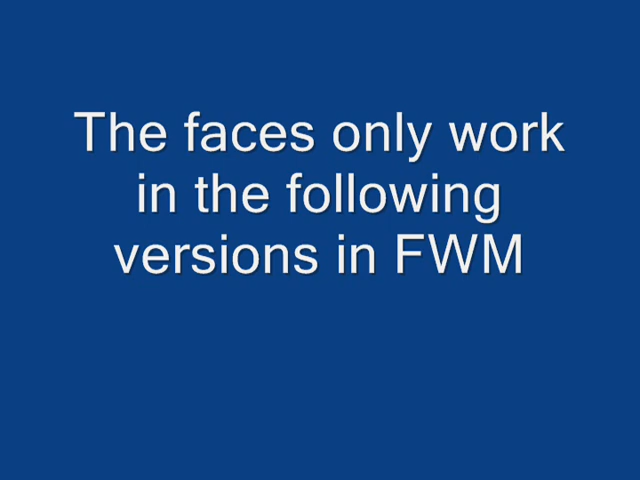 The faces only work
in the following
versions in FWM